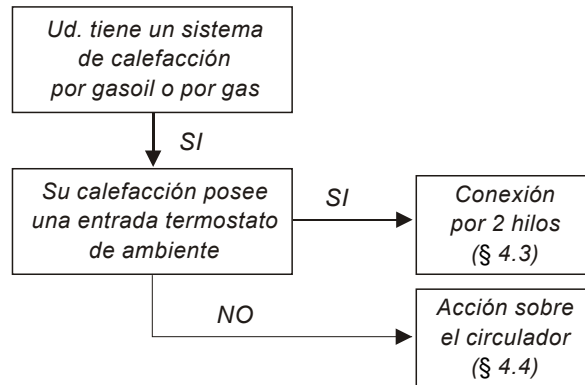 Ud. tiene un sistema
de calefacción
por gasoil o por gas
SI
Su calefacción posee
una entrada termostato
de ambiente
SI
Conexión
por 2 hilos
(§ 4.3)
NO
Acción sobre
el circulador
(§ 4.4)